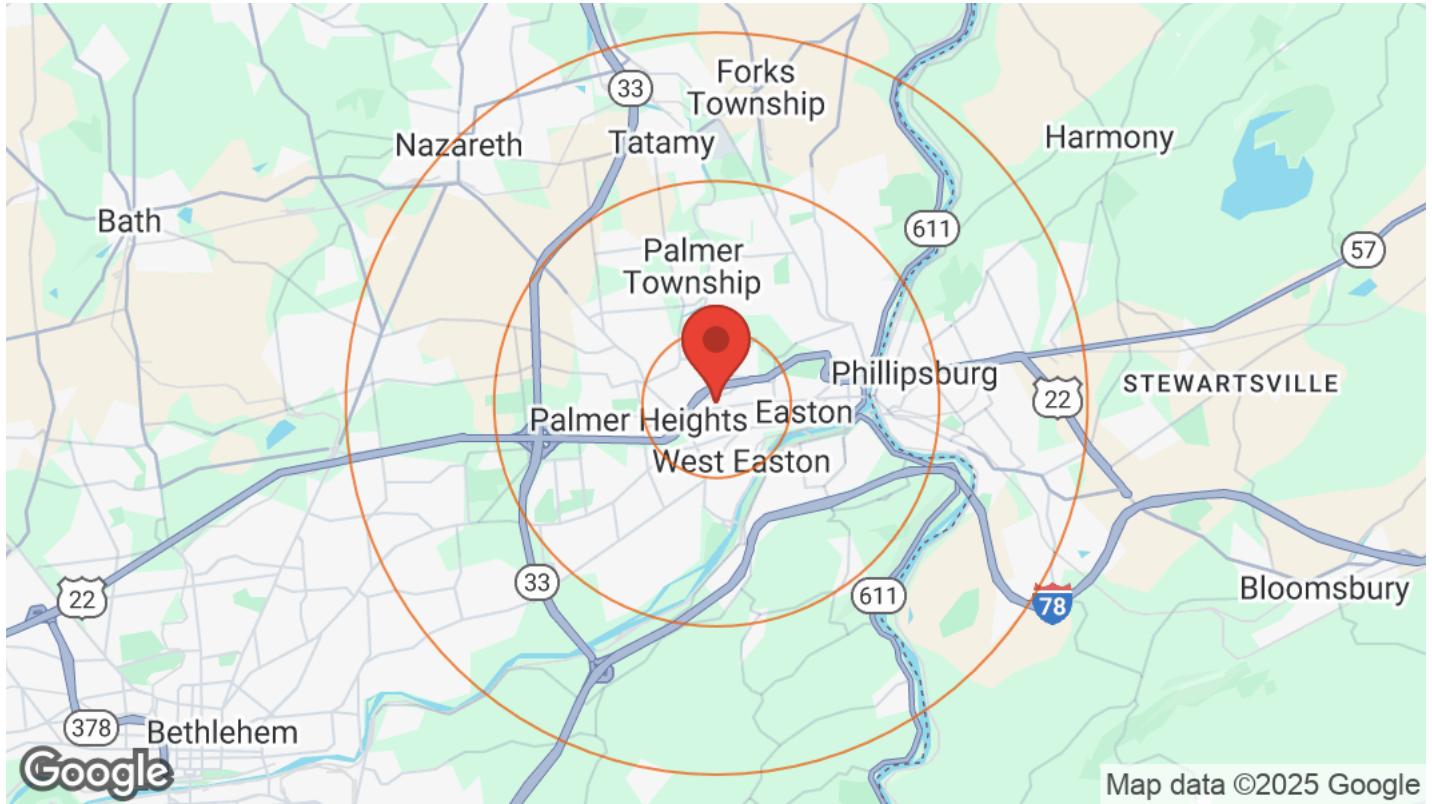 Forks
Township
33
Tatamy
Nazareth
Harmony
Bath
611
57
Palmer
Township
Phillipsburg
STEWARTSVILLE
22
Palmer Heights
Easton
West Easton
33
22
611
78
Bloomsbury
378
Bethlehem
Google
Map data ©2025 Google